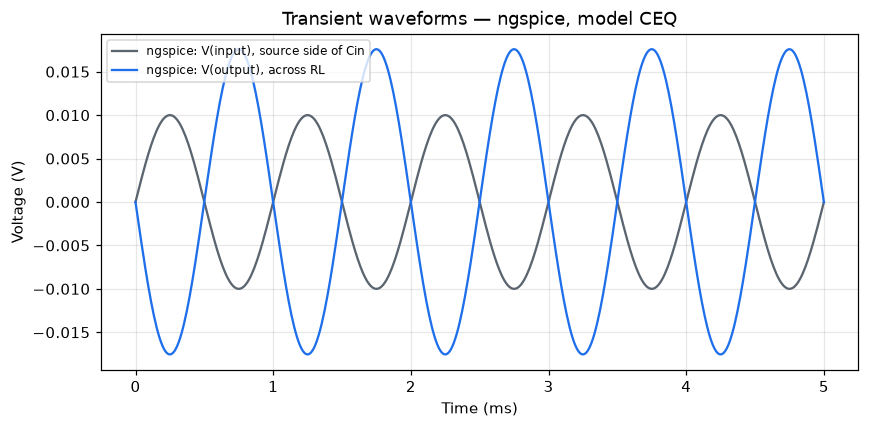 Transient waveforms — ngspice, model CEQ
ngspice: V(input), source side of Cin
ngspice: V(output), across RL
0.015
0.010
0.005
0.000
−0.005
−0.010
−0.015
Voltage (V)
0 1 2 3 4 5
Time (ms)